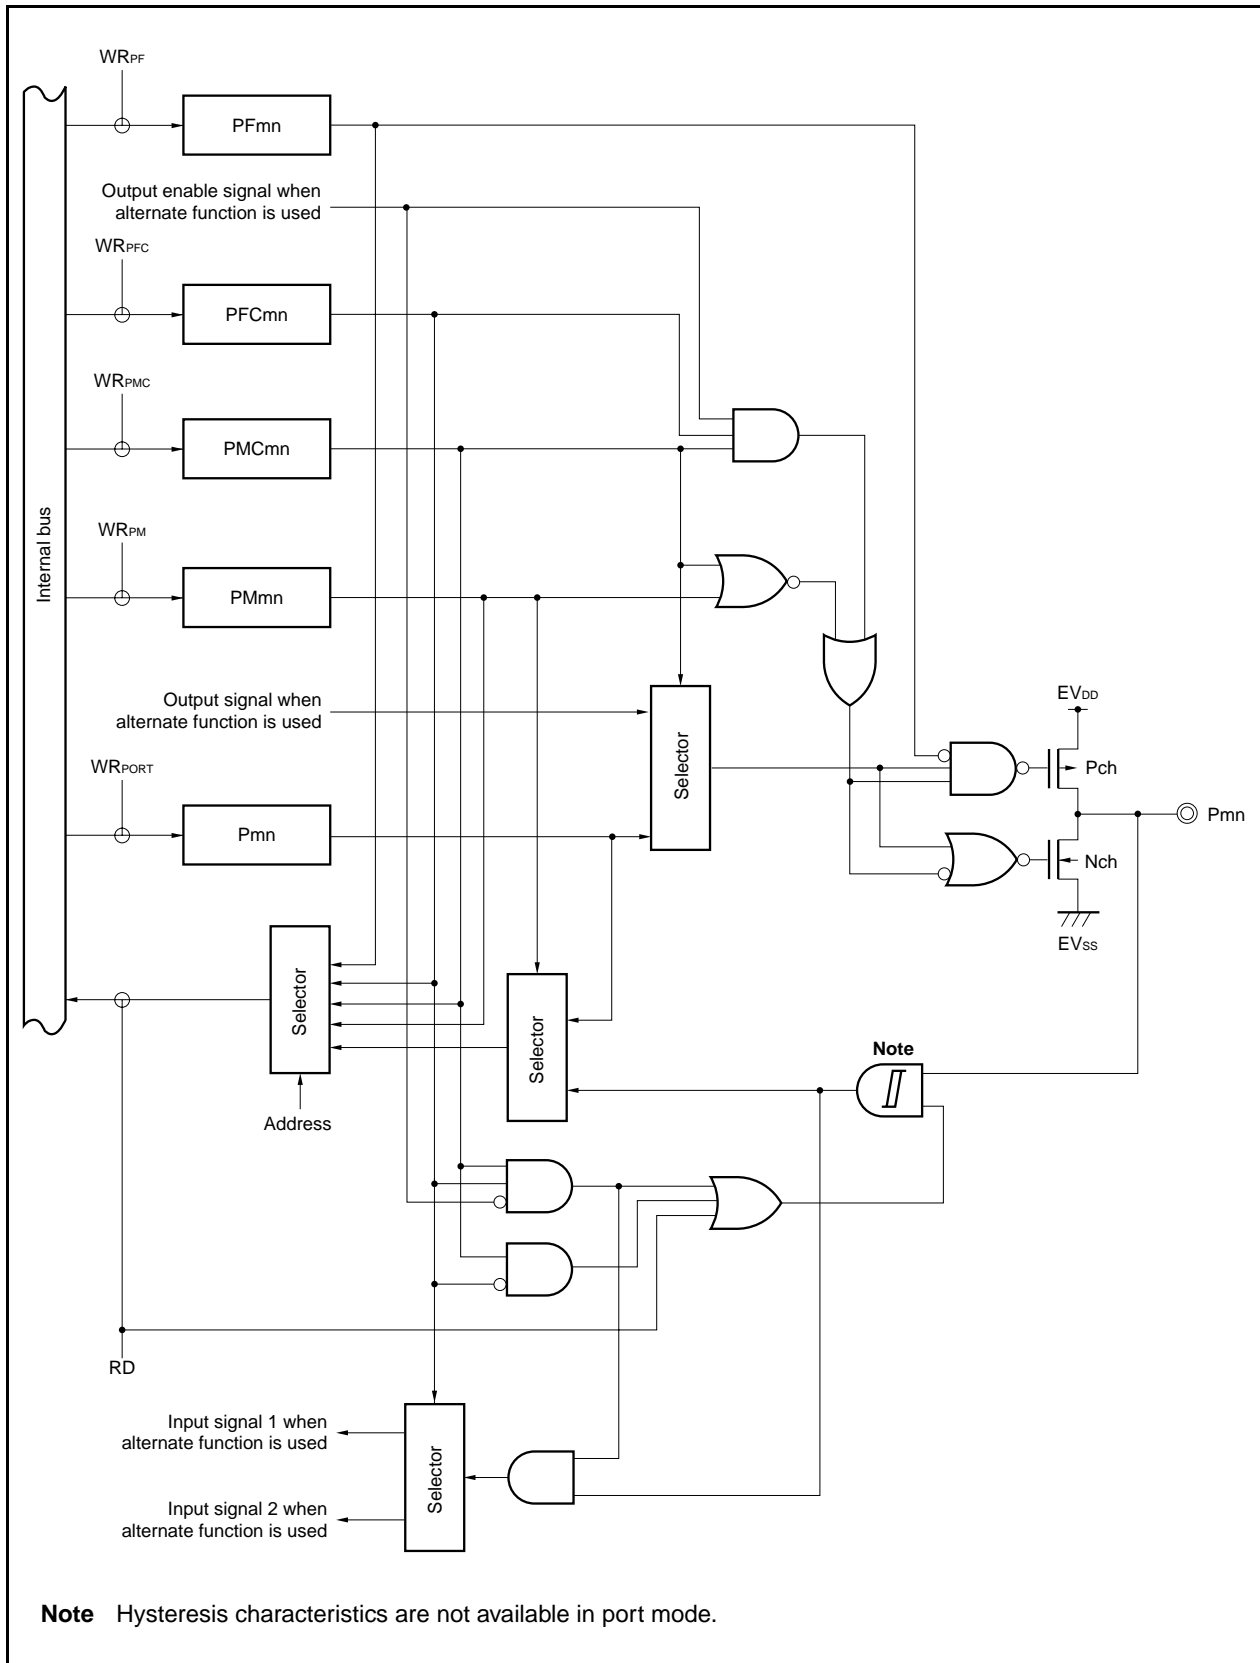 WRPF
PFmn
Output enable signal when
alternate function is used
WRPFC
PFCmn
WRPMC
PMCmn
Internal bus
WRPM
PMmn
Output signal when
alternate function is used
Selector
EVDD
Pch
WRPORT
Pmn
Pmn
Nch
EVSS
Selector
Selector
Note
Address
RD
Input signal 1 when
alternate function is used
Selector
Input signal 2 when
alternate function is used
Note Hysteresis characteristics are not available in port mode.